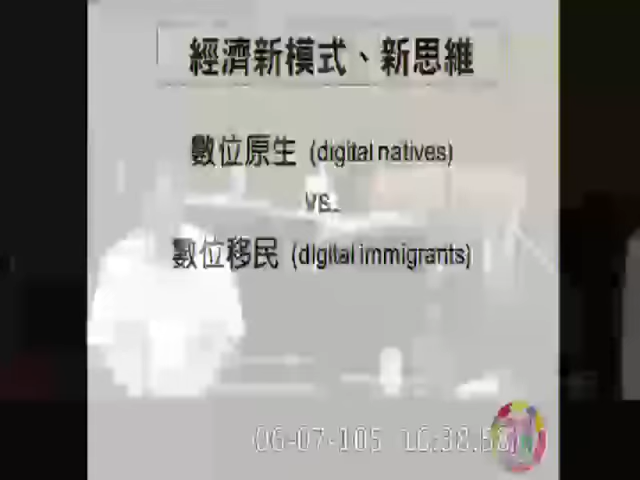 經濟新模式、新思維
數位原生 (digital natives)
vs.
數位移民 (digital immigrants)
06-07-105 10:38:58